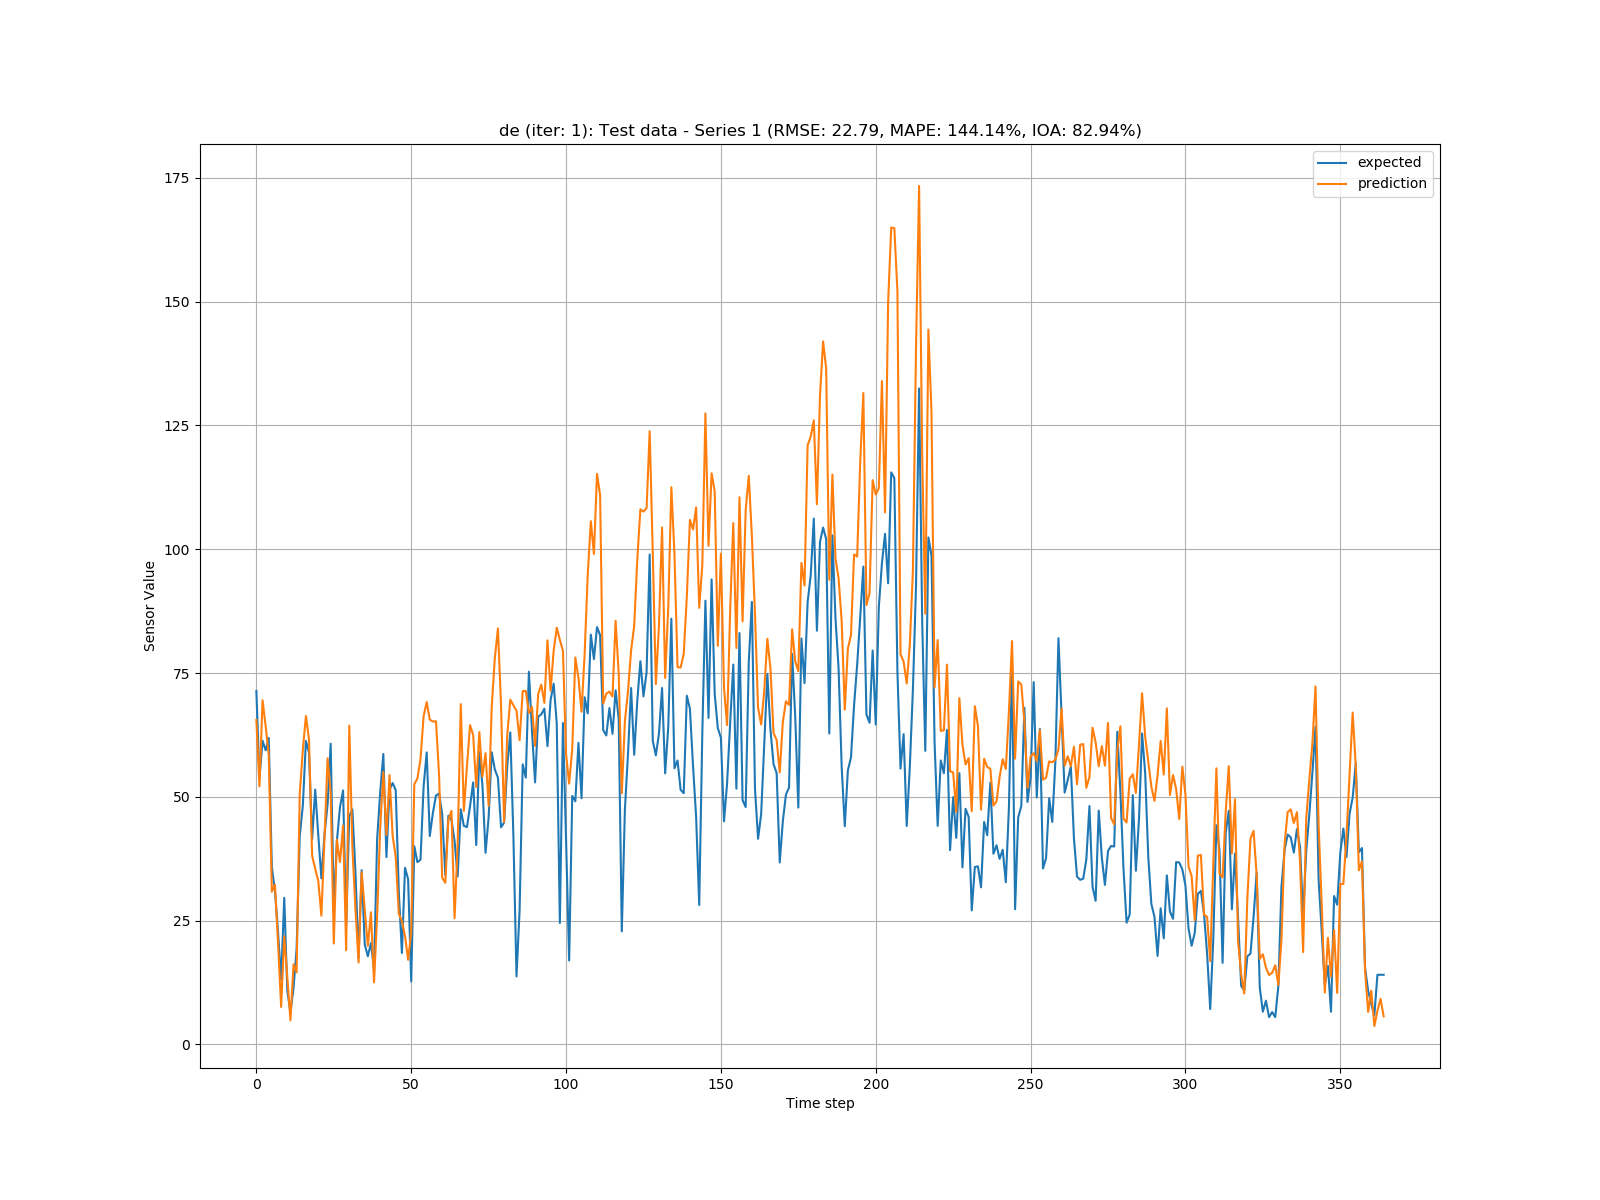 de (iter: 1): Test data - Series 1 (RMSE: 22.79, MAPE: 144.14%, IOA: 82.94%)
expected
prediction
175
150
125
100
75
50
25
0
Sensor Value
0 50 100 150 200 250 300 350
Time step